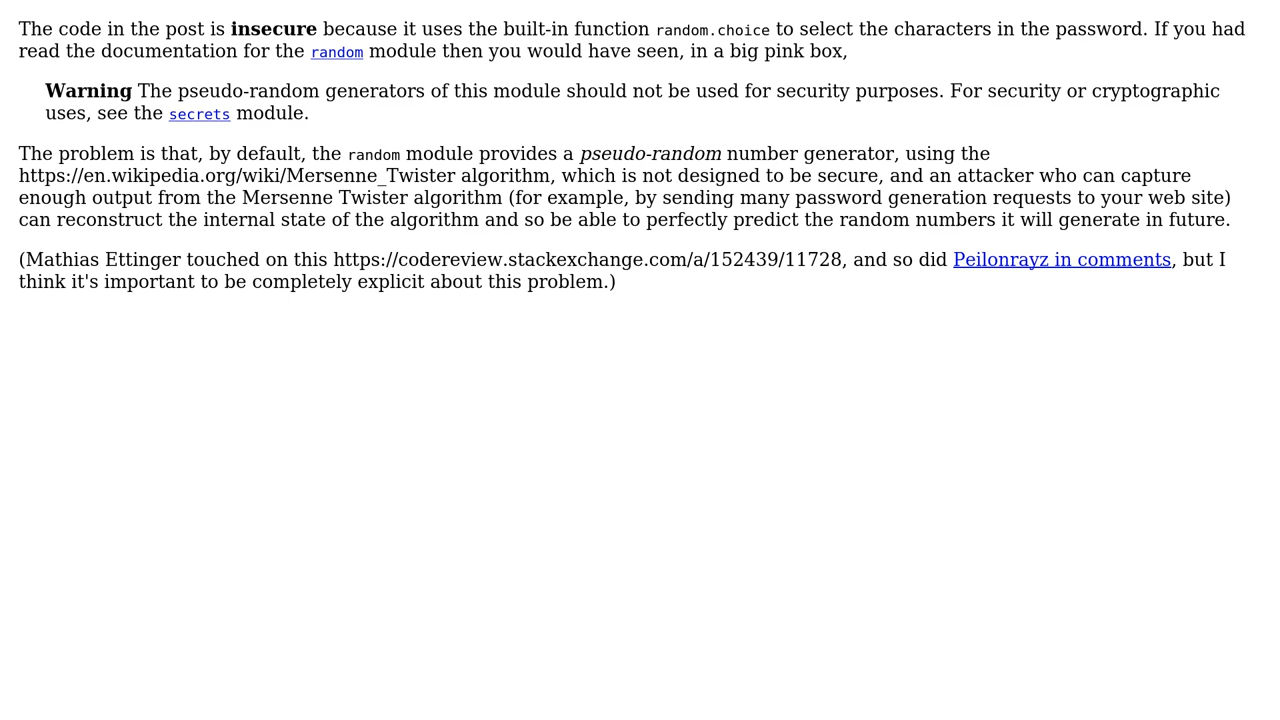 The code in the post is insecure because it uses the built-in function random.choice to select the characters in the password. If you had
read the documentation for the random module then you would have seen, in a big pink box,
Warning The pseudo-random generators of this module should not be used for security purposes. For security or cryptographic
uses, see the secrets module.
The problem is that, by default, the random module provides a pseudo-random number generator, using the
https://en.wikipedia.org/wiki/Mersenne_Twister algorithm, which is not designed to be secure, and an attacker who can capture
enough output from the Mersenne Twister algorithm (for example, by sending many password generation requests to your web site)
can reconstruct the internal state of the algorithm and so be able to perfectly predict the random numbers it will generate in future.
(Mathias Ettinger touched on this https://codereview.stackexchange.com/a/152439/11728, and so did Peilonrayz in comments, but I
think it's important to be completely explicit about this problem.)